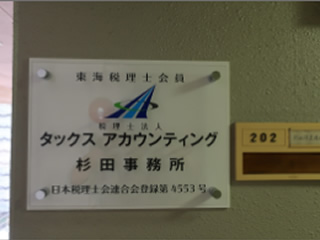 東海税理士会会員
税理士法人
タックス アカウンティング
杉田事務所
日本税理士会連合会登録第4553号
202